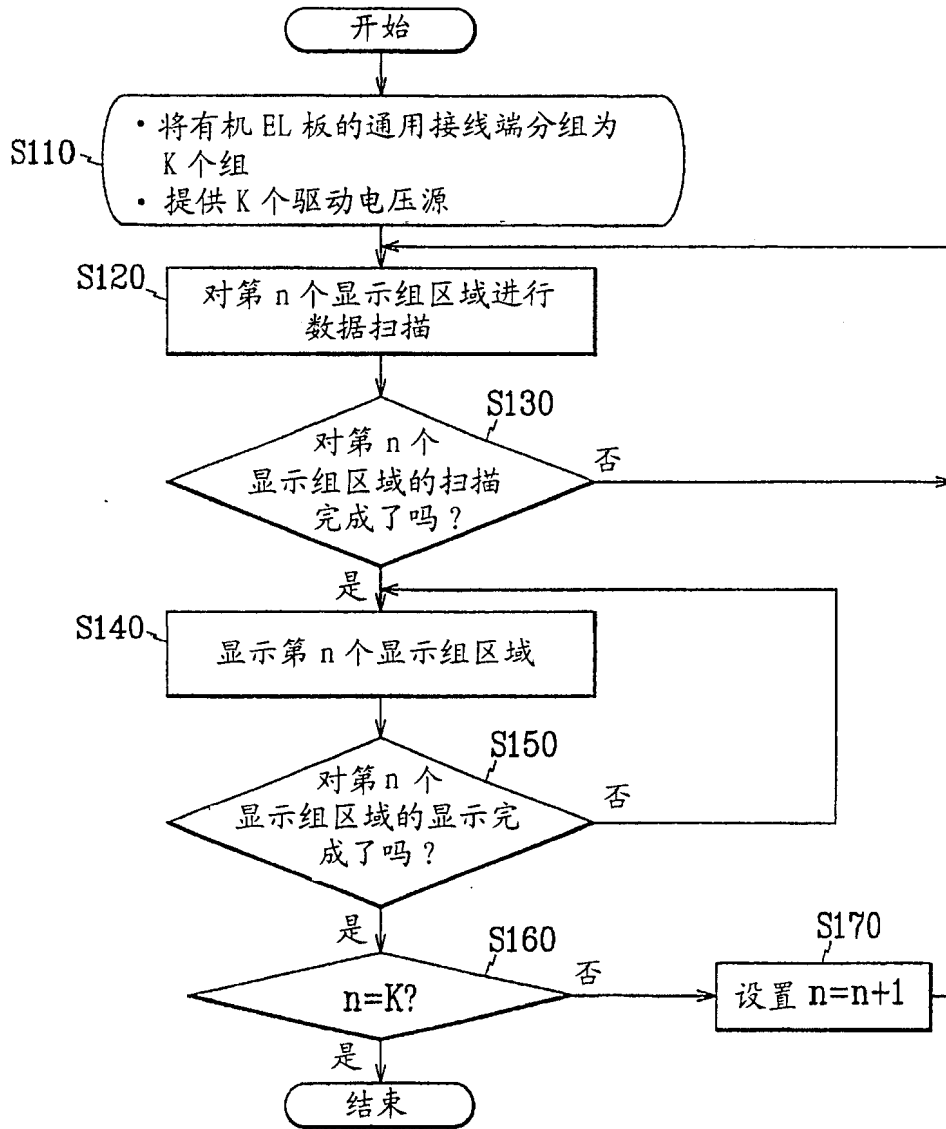 开始
S110
·将有机 EL 板的通用接线端分组为
K 个组
·提供 K 个驱动电压源
S120
对第 n 个显示组区域进行
数据扫描
S130
对第 n 个
显示组区域的扫描
完成了吗？
否
是
S140
显示第 n 个显示组区域
S150
对第 n 个
显示组区域的显示完
成了吗？
否
是
S160
n=K?
否
S170
设置 n=n+1
是
结束